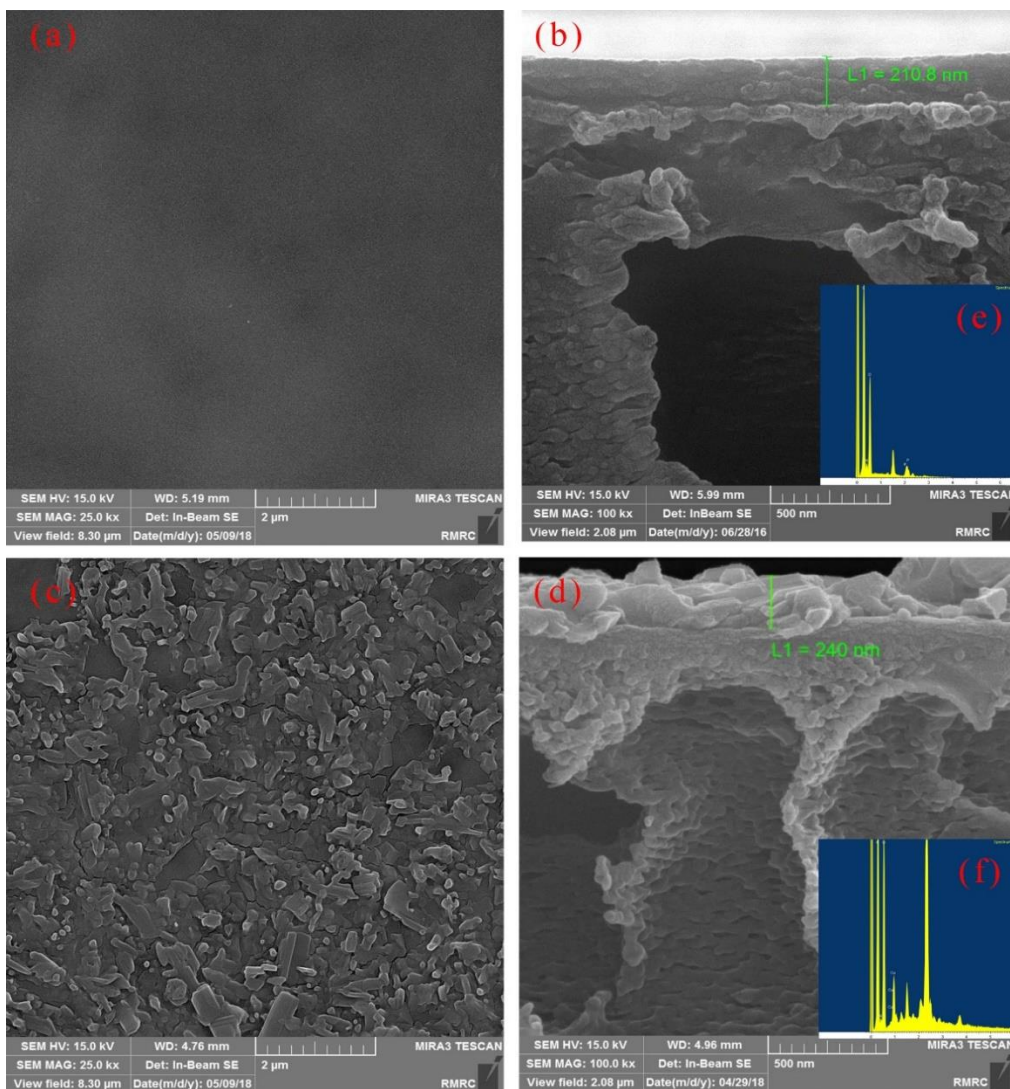 (a)
SEM HV: 15.0 kV WD: 5.19 mm MIRA3 TESCAN
SEM MAG: 25.0 kx Det: In-Beam SE 2 µm
View field: 8.30 µm Date(m/d/y): 05/09/18 RMRC
(b)
L1 = 210.8 nm
(e)
SEM HV: 15.0 kV WD: 5.99 mm MIRA3 TESCAN
SEM MAG: 100 kx Det: InBeam SE 500 nm
View field: 2.08 µm Date(m/d/y): 06/28/16 RMRC
(c)
SEM HV: 15.0 kV WD: 4.76 mm MIRA3 TESCAN
SEM MAG: 25.0 kx Det: In-Beam SE 2 µm
View field: 8.30 µm Date(m/d/y): 05/09/18 RMRC
(d)
L1 = 240 nm
(f)
SEM HV: 15.0 kV WD: 4.96 mm MIRA3 TESCAN
SEM MAG: 100.0 kx Det: In-Beam SE 500 nm
View field: 2.08 µm Date(m/d/y): 04/29/18 RMRC